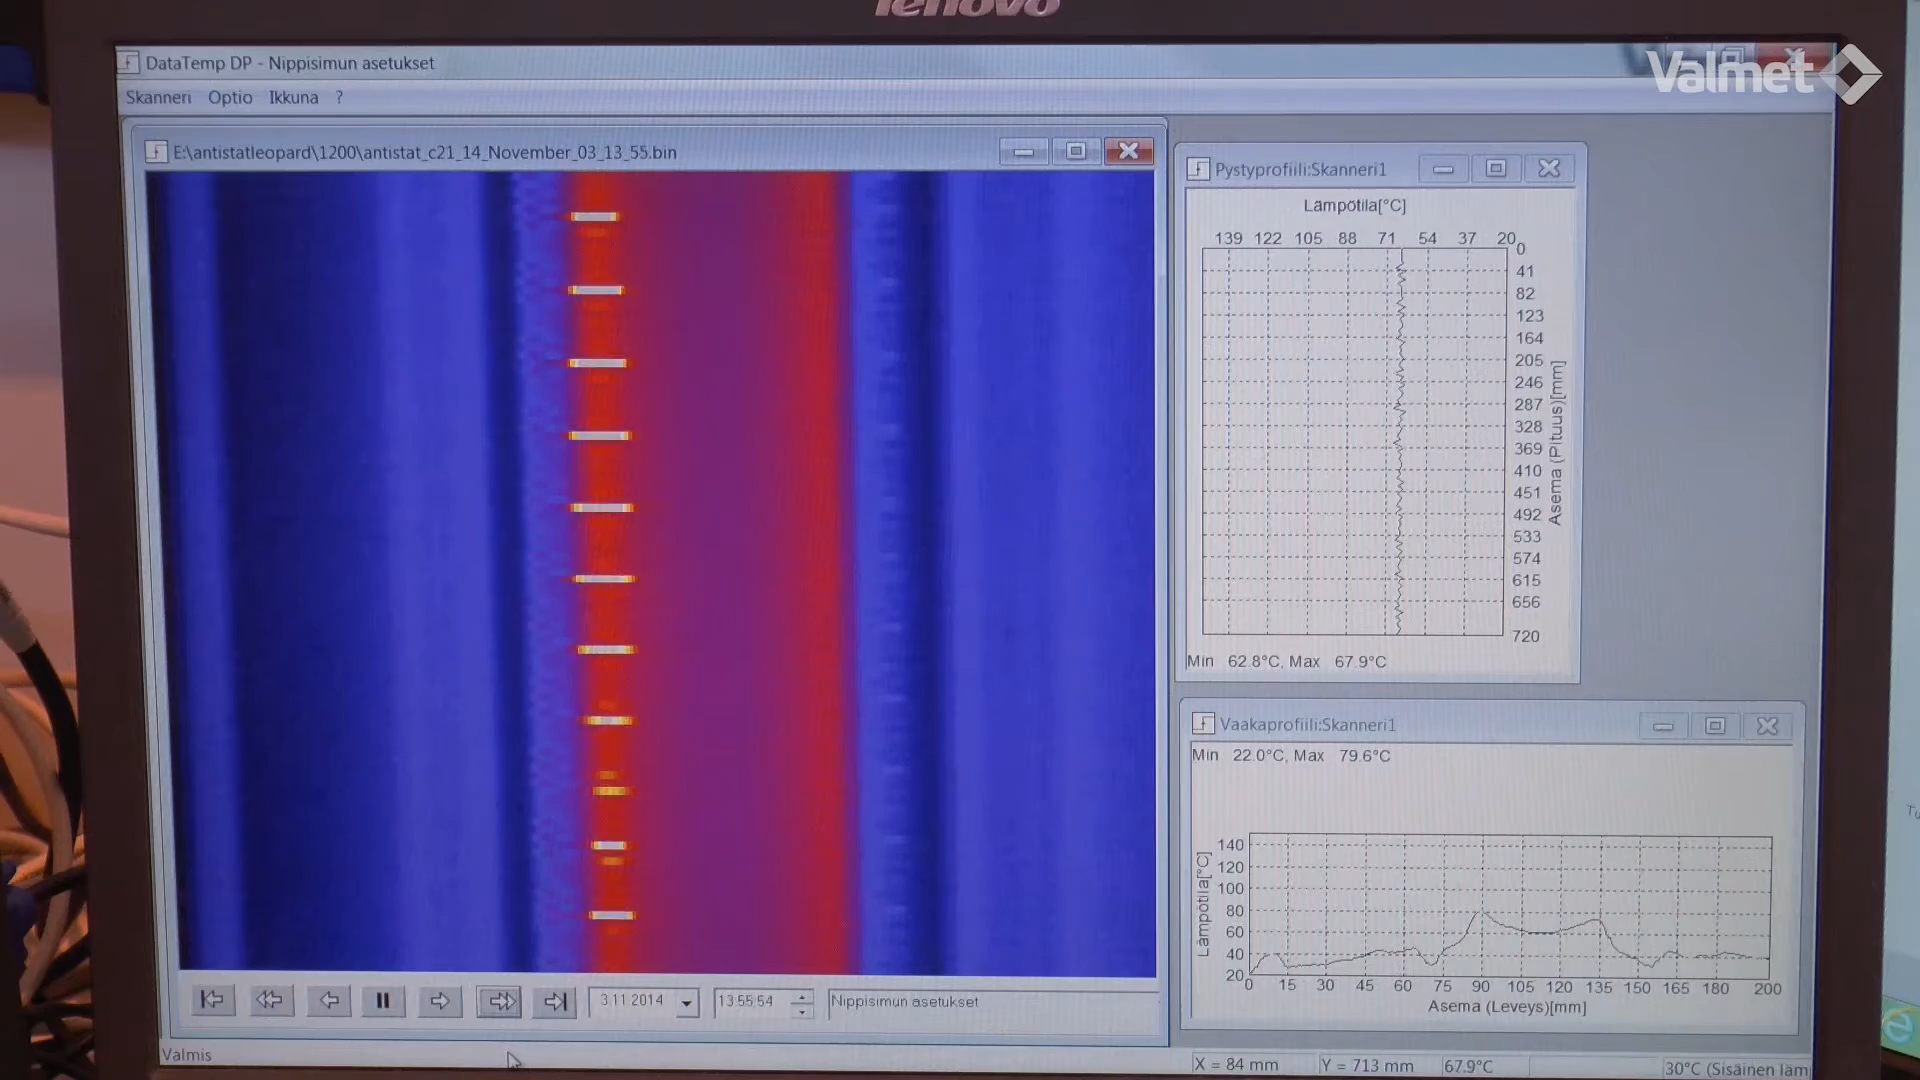 lenovo
DataTemp DP - Nippisimun asetukset
Valmet
Skanneri Optio Ikkuna ?
E:\antistatleopard\1200\antistat_c21_14_November_03_13_55.bin
Pystyprofiili:Skanneri1
Lämpötila[°C]
139 122 105 88 71 54 37 20
0
41
82
123
164
205
246
287
328
369
410
451
492
533
574
615
656
720
Asema (Pituus)[mm]
Min 62.8°C, Max 67.9°C
Vaakaprofiili:Skanneri1
Min 22.0°C, Max 79.6°C
Lämpötila[°C]
140
120
100
80
60
40
20
0 15 30 45 60 75 90 105 120 135 150 165 180 200
Asema (Leveys)[mm]
3.11.2014 13:55:54 Nippisimun asetukset
Valmis
X = 84 mm Y = 713 mm 67.9°C 30°C (Sisäinen läm